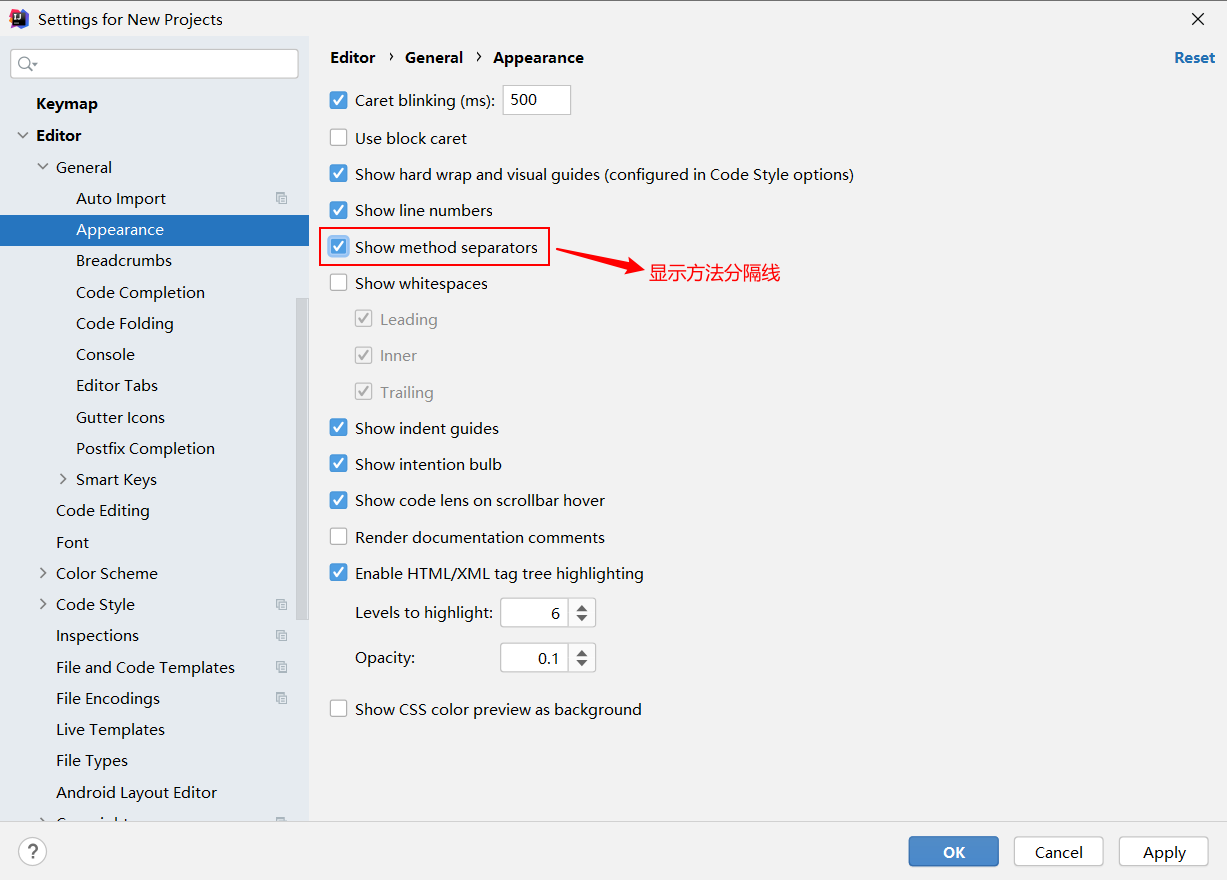 Settings for New Projects
Keymap
Editor
General
Auto Import
Appearance
Breadcrumbs
Code Completion
Code Folding
Console
Editor Tabs
Gutter Icons
Postfix Completion
Smart Keys
Code Editing
Font
Color Scheme
Code Style
Inspections
File and Code Templates
File Encodings
Live Templates
File Types
Android Layout Editor
Editor › General › Appearance
Reset
Caret blinking (ms): 500
Use block caret
Show hard wrap and visual guides (configured in Code Style options)
Show line numbers
Show method separators
显示方法分隔线
Show whitespaces
Leading
Inner
Trailing
Show indent guides
Show intention bulb
Show code lens on scrollbar hover
Render documentation comments
Enable HTML/XML tag tree highlighting
Levels to highlight: 6
Opacity: 0.1
Show CSS color preview as background
?
OK
Cancel
Apply